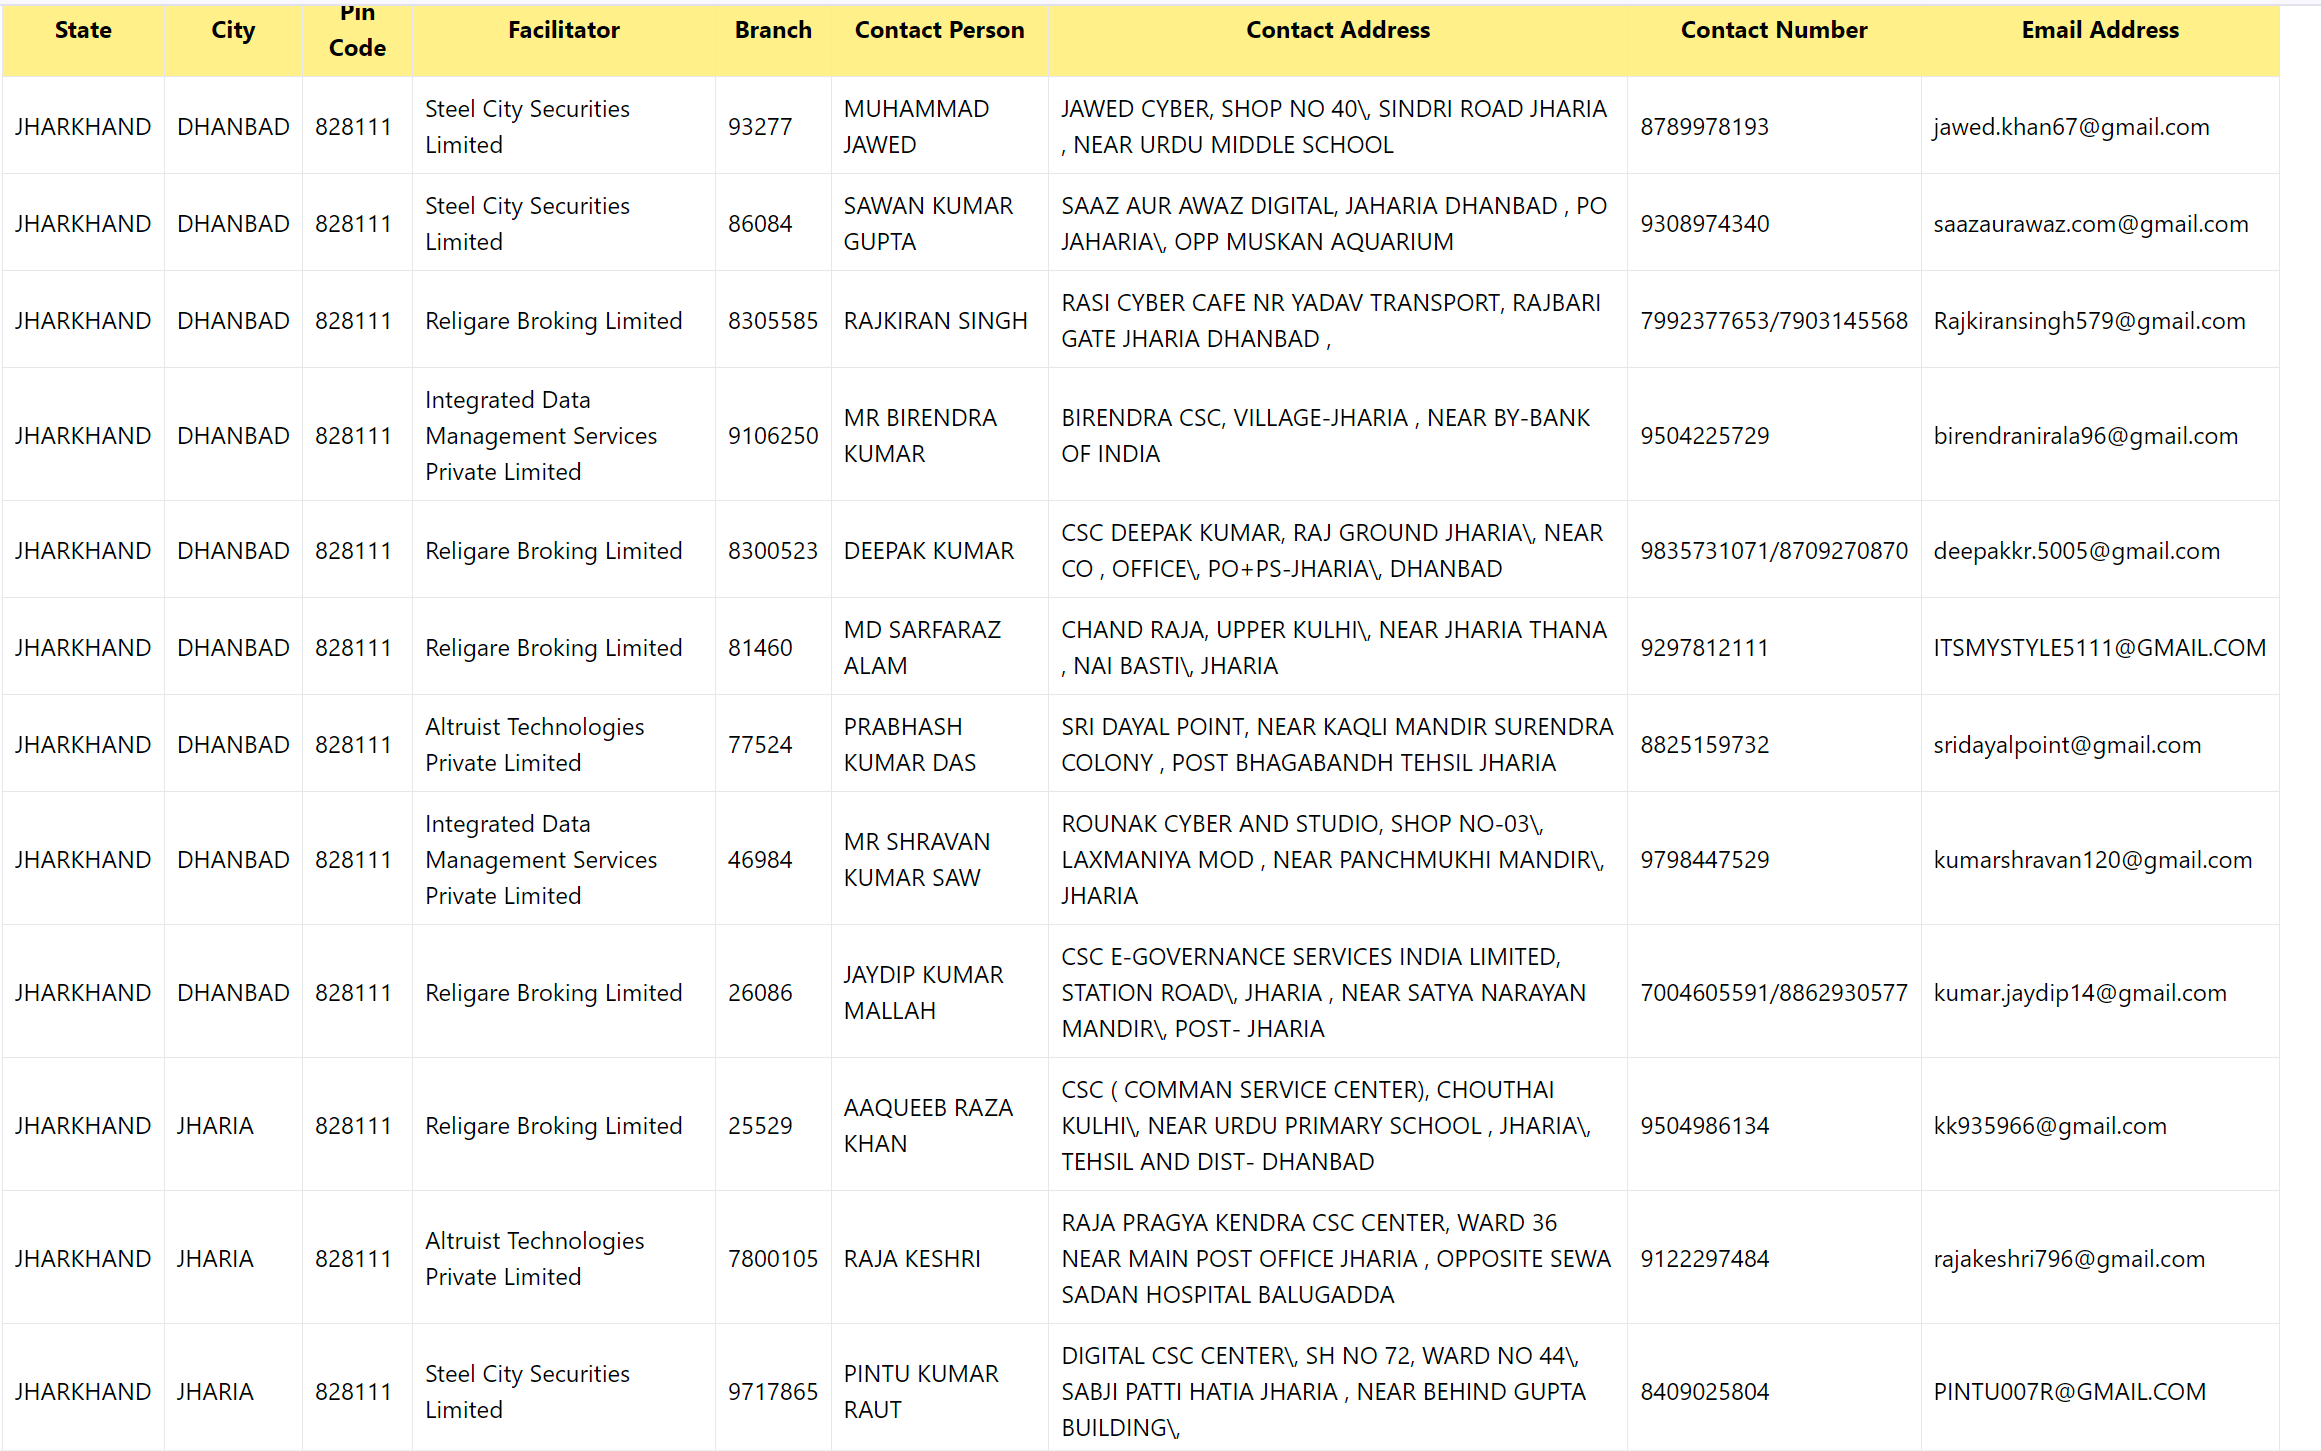 State City Pin Code Facilitator Branch Contact Person Contact Address Contact Number Email Address
JHARKHAND DHANBAD 828111 Steel City Securities Limited 93277 MUHAMMAD JAWED JAWED CYBER, SHOP NO 40\, SINDRI ROAD JHARIA , NEAR URDU MIDDLE SCHOOL 8789978193 jawed.khan67@gmail.com
JHARKHAND DHANBAD 828111 Steel City Securities Limited 86084 SAWAN KUMAR GUPTA SAAZ AUR AWAZ DIGITAL, JAHARIA DHANBAD , PO JAHARIA\, OPP MUSKAN AQUARIUM 9308974340 saazaurawaz.com@gmail.com
JHARKHAND DHANBAD 828111 Religare Broking Limited 8305585 RAJKIRAN SINGH RASI CYBER CAFE NR YADAV TRANSPORT, RAJBARI GATE JHARIA DHANBAD , 7992377653/7903145568 Rajkiransingh579@gmail.com
JHARKHAND DHANBAD 828111 Integrated Data Management Services Private Limited 9106250 MR BIRENDRA KUMAR BIRENDRA CSC, VILLAGE-JHARIA , NEAR BY-BANK OF INDIA 9504225729 birendranirala96@gmail.com
JHARKHAND DHANBAD 828111 Religare Broking Limited 8300523 DEEPAK KUMAR CSC DEEPAK KUMAR, RAJ GROUND JHARIA\, NEAR CO , OFFICE\, PO+PS-JHARIA\, DHANBAD 9835731071/8709270870 deepakkr.5005@gmail.com
JHARKHAND DHANBAD 828111 Religare Broking Limited 81460 MD SARFARAZ ALAM CHAND RAJA, UPPER KULHI\, NEAR JHARIA THANA , NAI BASTI\, JHARIA 9297812111 ITSMYSTYLE5111@GMAIL.COM
JHARKHAND DHANBAD 828111 Altruist Technologies Private Limited 77524 PRABHASH KUMAR DAS SRI DAYAL POINT, NEAR KAQLI MANDIR SURENDRA COLONY , POST BHAGABANDH TEHSIL JHARIA 8825159732 sridayalpoint@gmail.com
JHARKHAND DHANBAD 828111 Integrated Data Management Services Private Limited 46984 MR SHRAVAN KUMAR SAW ROUNAK CYBER AND STUDIO, SHOP NO-03\, LAXMANIYA MOD , NEAR PANCHMUKHI MANDIR\, JHARIA 9798447529 kumarshravan120@gmail.com
JHARKHAND DHANBAD 828111 Religare Broking Limited 26086 JAYDIP KUMAR MALLAH CSC E-GOVERNANCE SERVICES INDIA LIMITED, STATION ROAD\, JHARIA , NEAR SATYA NARAYAN MANDIR\, POST- JHARIA 7004605591/8862930577 kumar.jaydip14@gmail.com
JHARKHAND JHARIA 828111 Religare Broking Limited 25529 AAQUEEB RAZA KHAN CSC ( COMMAN SERVICE CENTER), CHOUTHAI KULHI\, NEAR URDU PRIMARY SCHOOL , JHARIA\, TEHSIL AND DIST- DHANBAD 9504986134 kk935966@gmail.com
JHARKHAND JHARIA 828111 Altruist Technologies Private Limited 7800105 RAJA KESHRI RAJA PRAGYA KENDRA CSC CENTER, WARD 36 NEAR MAIN POST OFFICE JHARIA , OPPOSITE SEWA SADAN HOSPITAL BALUGADDA 9122297484 rajakeshri796@gmail.com
JHARKHAND JHARIA 828111 Steel City Securities Limited 9717865 PINTU KUMAR RAUT DIGITAL CSC CENTER\, SH NO 72, WARD NO 44\, SABJI PATTI HATIA JHARIA , NEAR BEHIND GUPTA BUILDING\, 8409025804 PINTU007R@GMAIL.COM